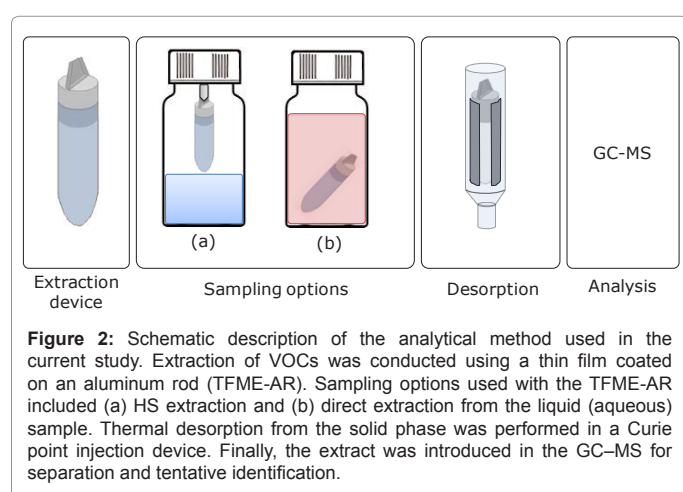 GC-MS
(a)
(b)
Extraction
device
Sampling options
Desorption
Analysis
Figure 2: Schematic description of the analytical method used in the
current study. Extraction of VOCs was conducted using a thin film coated
on an aluminum rod (TFME-AR). Sampling options used with the TFME-AR
included (a) HS extraction and (b) direct extraction from the liquid (aqueous)
sample. Thermal desorption from the solid phase was performed in a Curie
point injection device. Finally, the extract was introduced in the GC–MS for
separation and tentative identification.